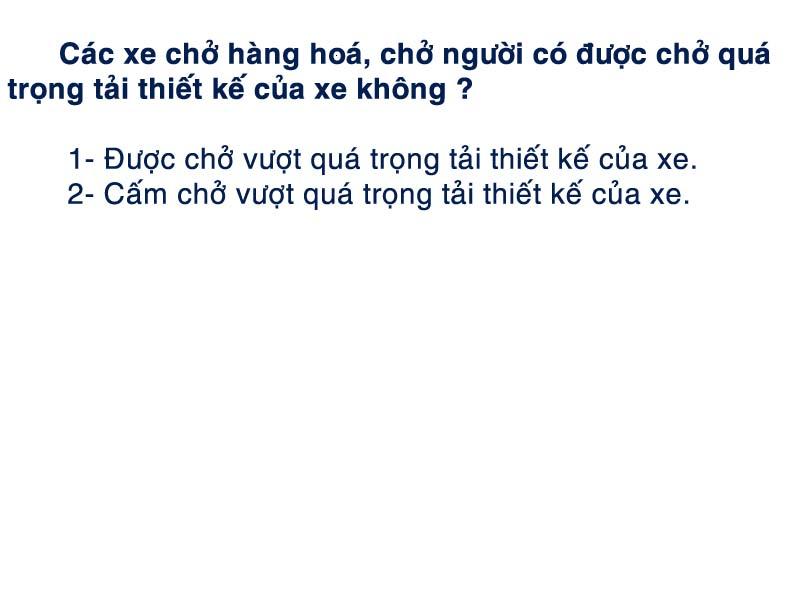 Các xe chở hàng hoá, chở người có được chở quá
trọng tải thiết kế của xe không ?
1- Được chở vượt quá trọng tải thiết kế của xe.
2- Cấm chở vượt quá trọng tải thiết kế của xe.